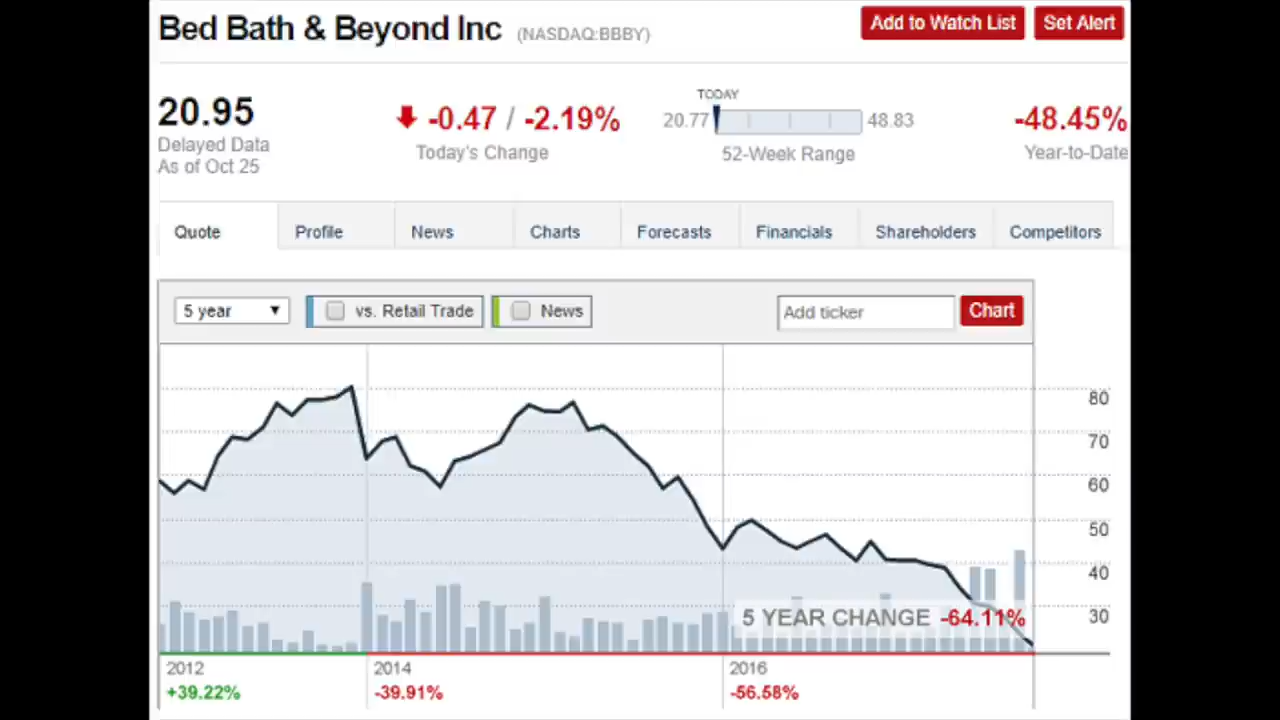 Bed Bath & Beyond Inc (NASDAQ:BBBY) Add to Watch List Set Alert
TODAY
20.95 -0.47 / -2.19% 20.77 48.83 -48.45%
Delayed Data Today's Change 52-Week Range Year-to-Date
As of Oct 25
Quote Profile News Charts Forecasts Financials Shareholders Competitors
5 year vs. Retail Trade News Add ticker Chart
80
70
60
50
40
30
5 YEAR CHANGE -64.11%
2012 2014 2016
+39.22% -39.91% -56.58%